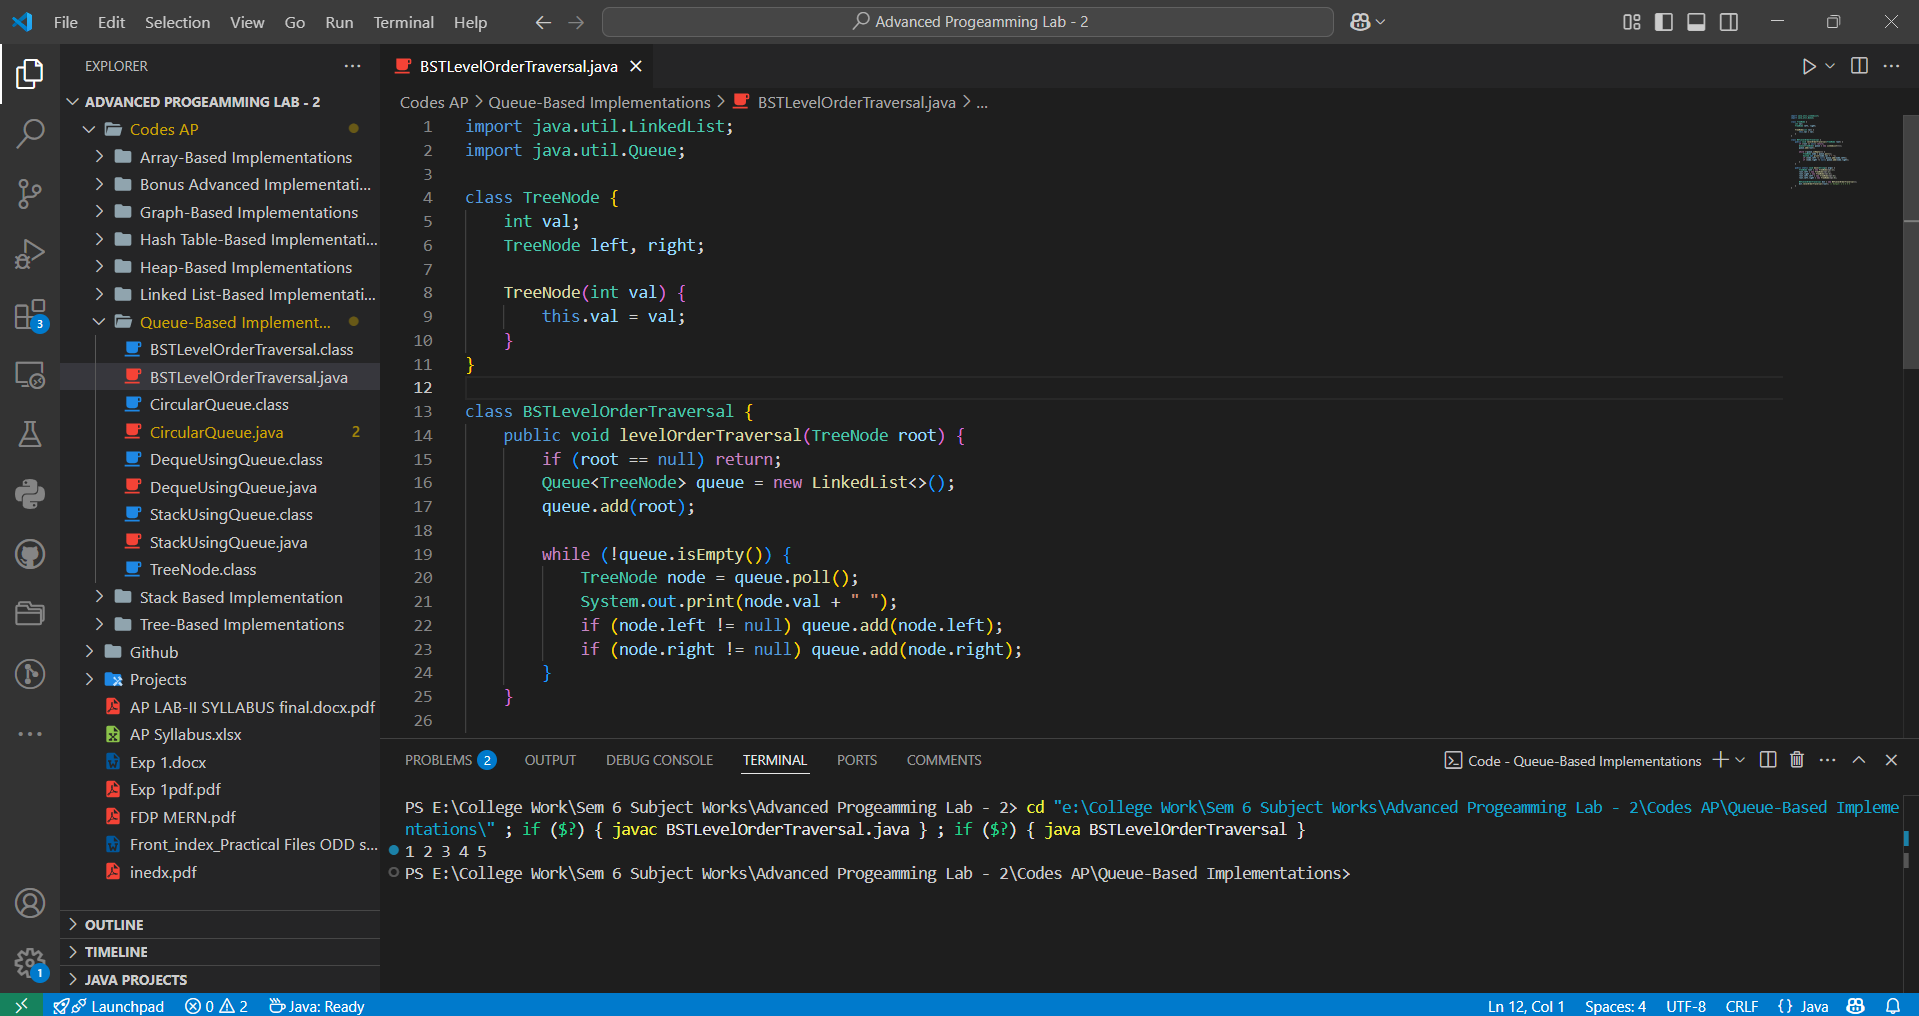 File Edit Selection View Go Run Terminal Help
Advanced Progeamming Lab - 2
EXPLORER
ADVANCED PROGEAMMING LAB - 2
Codes AP
Array-Based Implementations
Bonus Advanced Implementati...
Graph-Based Implementations
Hash Table-Based Implementati...
Heap-Based Implementations
Linked List-Based Implementati...
Queue-Based Implement...
BSTLevelOrderTraversal.class
BSTLevelOrderTraversal.java
CircularQueue.class
CircularQueue.java 2
DequeUsingQueue.class
DequeUsingQueue.java
StackUsingQueue.class
StackUsingQueue.java
TreeNode.class
Stack Based Implementation
Tree-Based Implementations
Github
Projects
AP LAB-II SYLLABUS final.docx.pdf
AP Syllabus.xlsx
Exp 1.docx
Exp 1pdf.pdf
FDP MERN.pdf
Front_index_Practical Files ODD s...
inedx.pdf
OUTLINE
TIMELINE
JAVA PROJECTS
3
1
BSTLevelOrderTraversal.java
Codes AP > Queue-Based Implementations > BSTLevelOrderTraversal.java > ...
1 import java.util.LinkedList;
2 import java.util.Queue;
3
4 class TreeNode {
5 int val;
6 TreeNode left, right;
7
8 TreeNode(int val) {
9 this.val = val;
10 }
11 }
12
13 class BSTLevelOrderTraversal {
14 public void levelOrderTraversal(TreeNode root) {
15 if (root == null) return;
16 Queue<TreeNode> queue = new LinkedList<>();
17 queue.add(root);
18
19 while (!queue.isEmpty()) {
20 TreeNode node = queue.poll();
21 System.out.print(node.val + " ");
22 if (node.left != null) queue.add(node.left);
23 if (node.right != null) queue.add(node.right);
24 }
25 }
26
PROBLEMS 2 OUTPUT DEBUG CONSOLE TERMINAL PORTS COMMENTS
Code - Queue-Based Implementations
PS E:\College Work\Sem 6 Subject Works\Advanced Progeamming Lab - 2> cd "e:\College Work\Sem 6 Subject Works\Advanced Progeamming Lab - 2\Codes AP\Queue-Based Impleme
ntations\" ; if ($?) { javac BSTLevelOrderTraversal.java } ; if ($?) { java BSTLevelOrderTraversal }
1 2 3 4 5
PS E:\College Work\Sem 6 Subject Works\Advanced Progeamming Lab - 2\Codes AP\Queue-Based Implementations>
Launchpad 0 2 Java: Ready
Ln 12, Col 1 Spaces: 4 UTF-8 CRLF {} Java